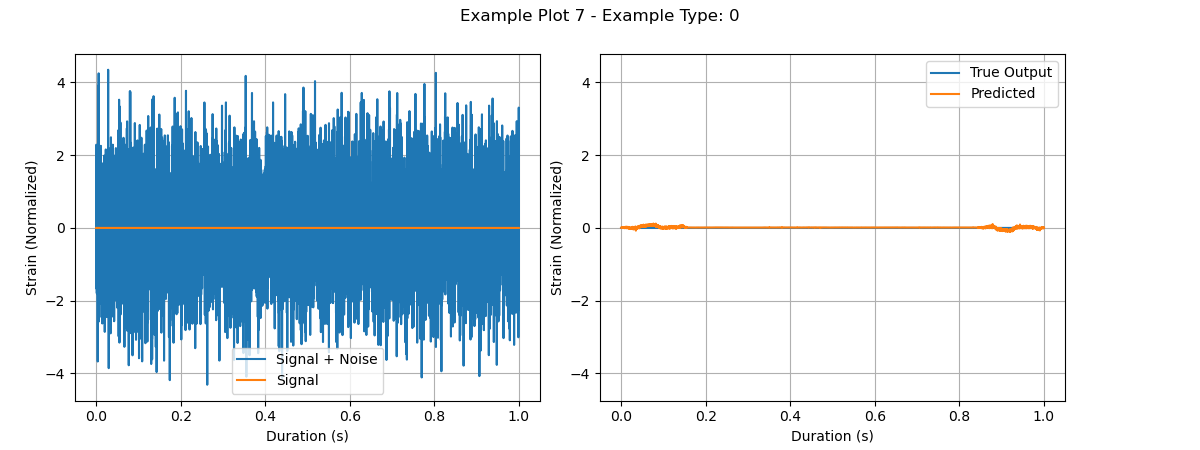 Example Plot 7 - Example Type: 0
4
2
0
−2
−4
Strain (Normalized)
Signal + Noise
Signal
0.0 0.2 0.4 0.6 0.8 1.0
Duration (s)
4
2
0
−2
−4
Strain (Normalized)
True Output
Predicted
0.0 0.2 0.4 0.6 0.8 1.0
Duration (s)